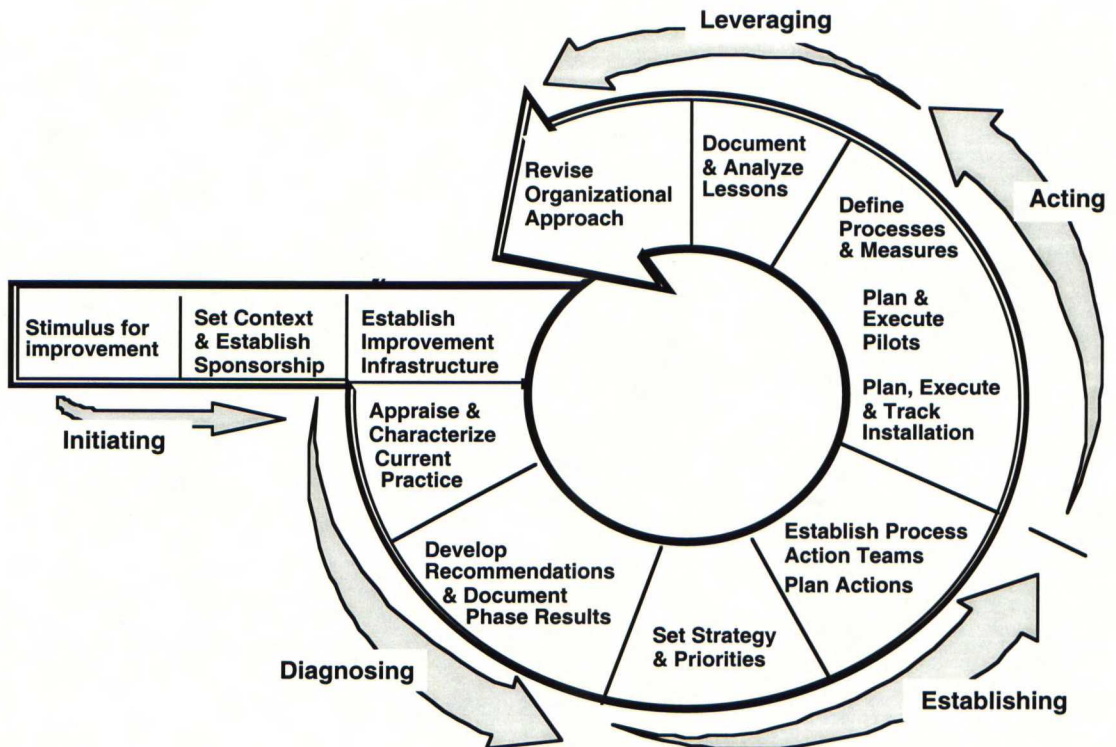 Leveraging
Acting
Revise
Organizational
Approach
Document
& Analyze
Lessons
Define
Processes
& Measures
Plan &
Execute
Pilots
Plan, Execute
& Track
Installation
Stimulus for
improvement
Set Context
& Establish
Sponsorship
Establish
Improvement
Infrastructure
Initiating
Appraise &
Characterize
Current
Practice
Develop
Recommendations
& Document
Phase Results
Set Strategy
& Priorities
Establish Process
Action Teams
Plan Actions
Diagnosing
Establishing